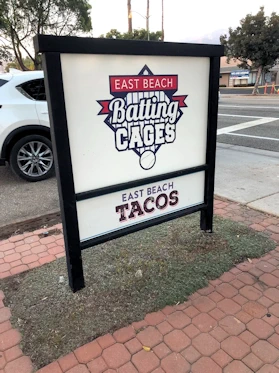 EAST BEACH
Batting
CAGES
EAST BEACH
TACOS